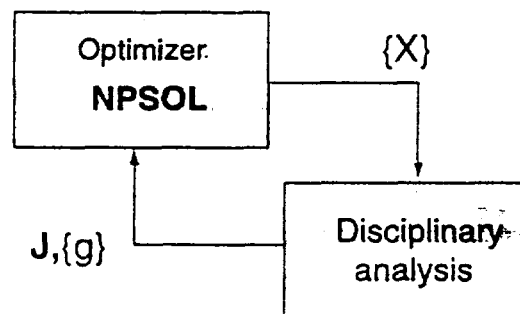 Optimizer
NPSOL
{X}
J,{g}
Disciplinary
analysis